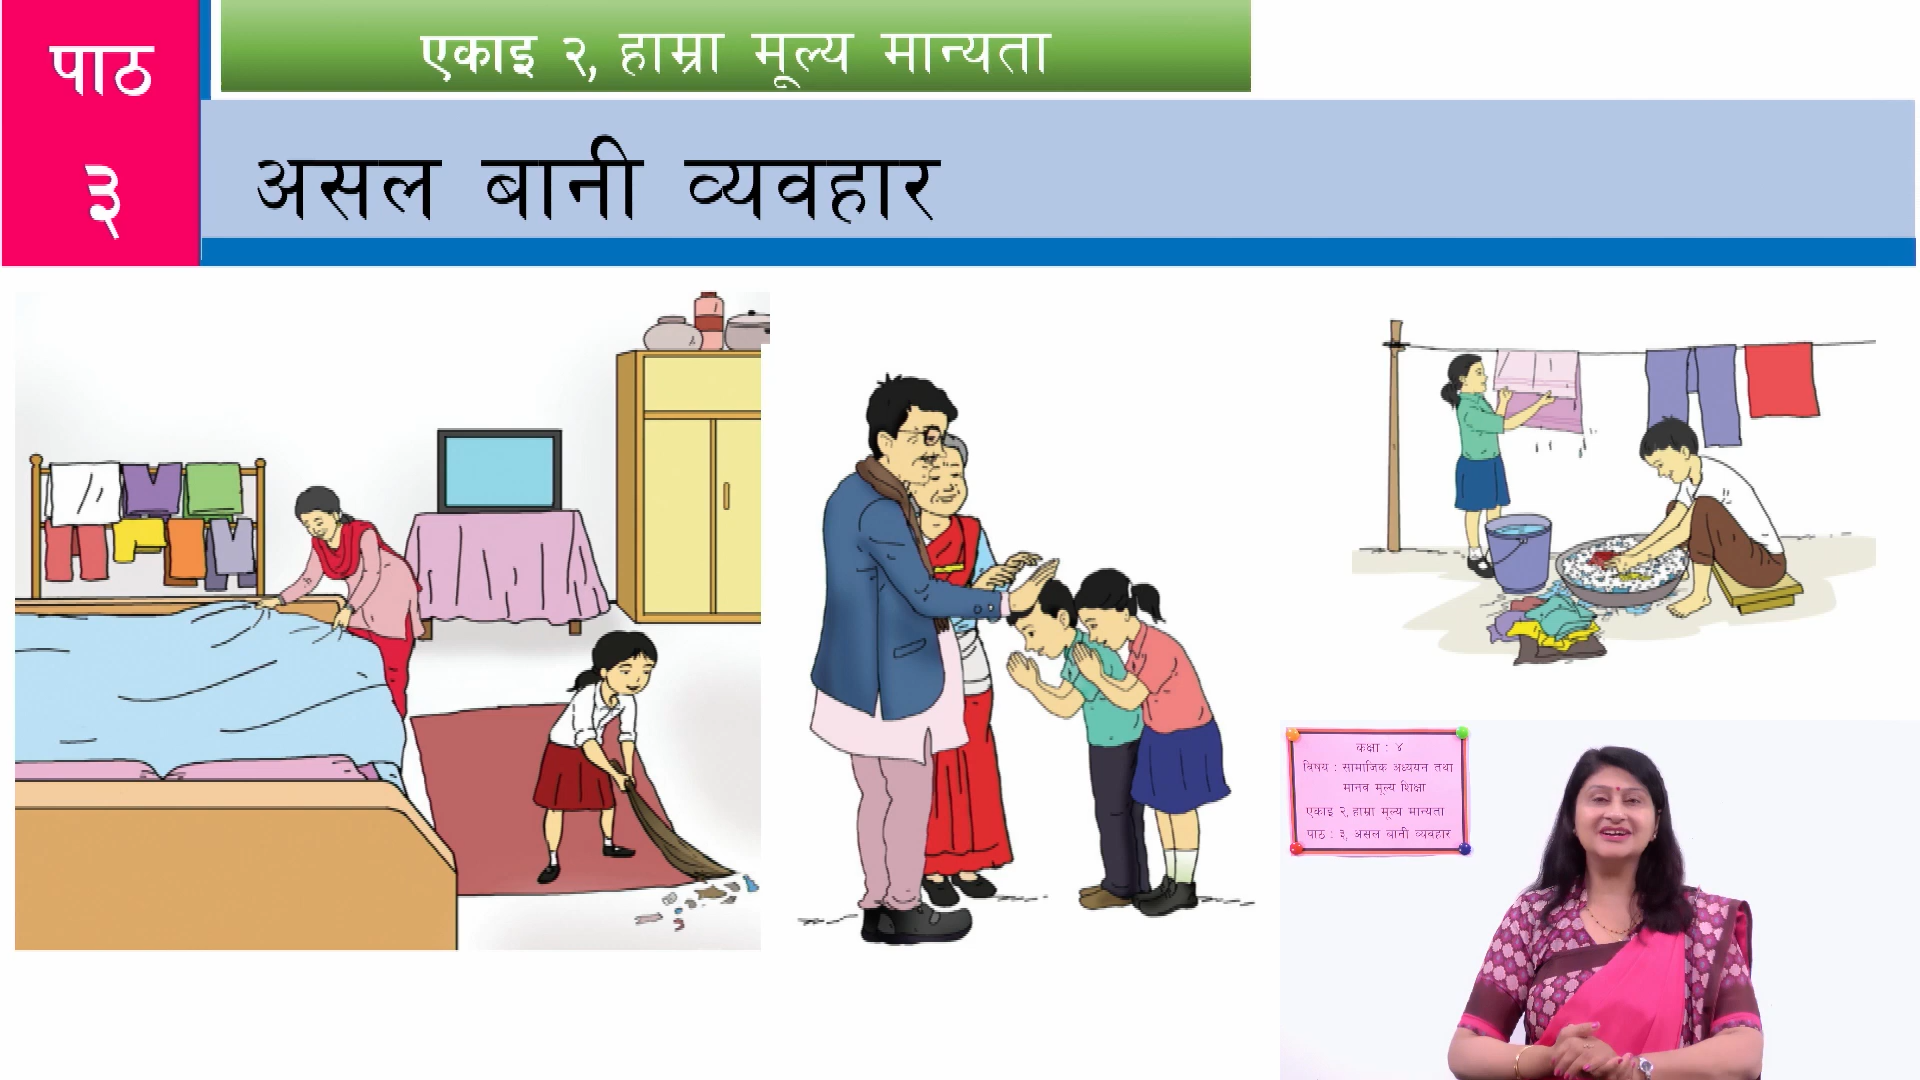 पाठ
३
एकाइ २, हाम्रा मूल्य मान्यता
असल बानी व्यवहार
कक्षा : ४
विषय : सामाजिक अध्ययन तथा
मानव मूल्य शिक्षा
एकाइ २, हाम्रा मूल्य मान्यता
पाठ : ३, असल बानी व्यवहार